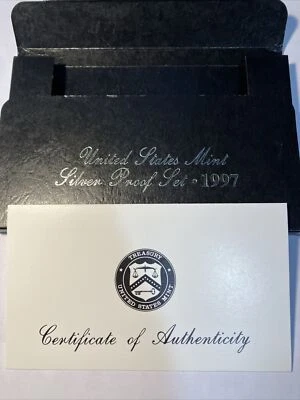 United States Mint
Silver Proof Set • 1997
TREASURY
UNITED STATES MINT
Certificate of Authenticity